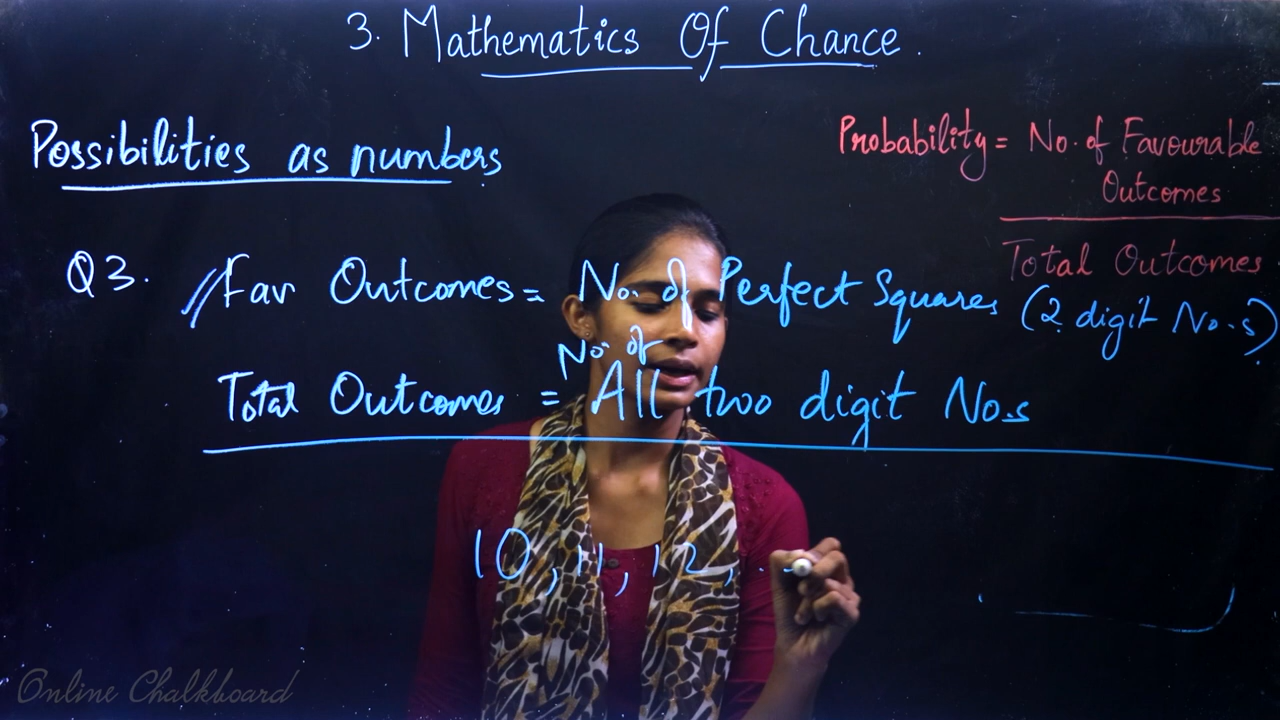 3. Mathematics Of Chance.
Possibilities as numbers
Probability = No. of Favourable
Outcomes
Total Outcomes
Q3. Fav Outcomes = No. of Perfect Squares (2 digit No.s)
No. of
Total Outcomes = All two digit No.s
10, 11, 12, ...
Online Chalkboard